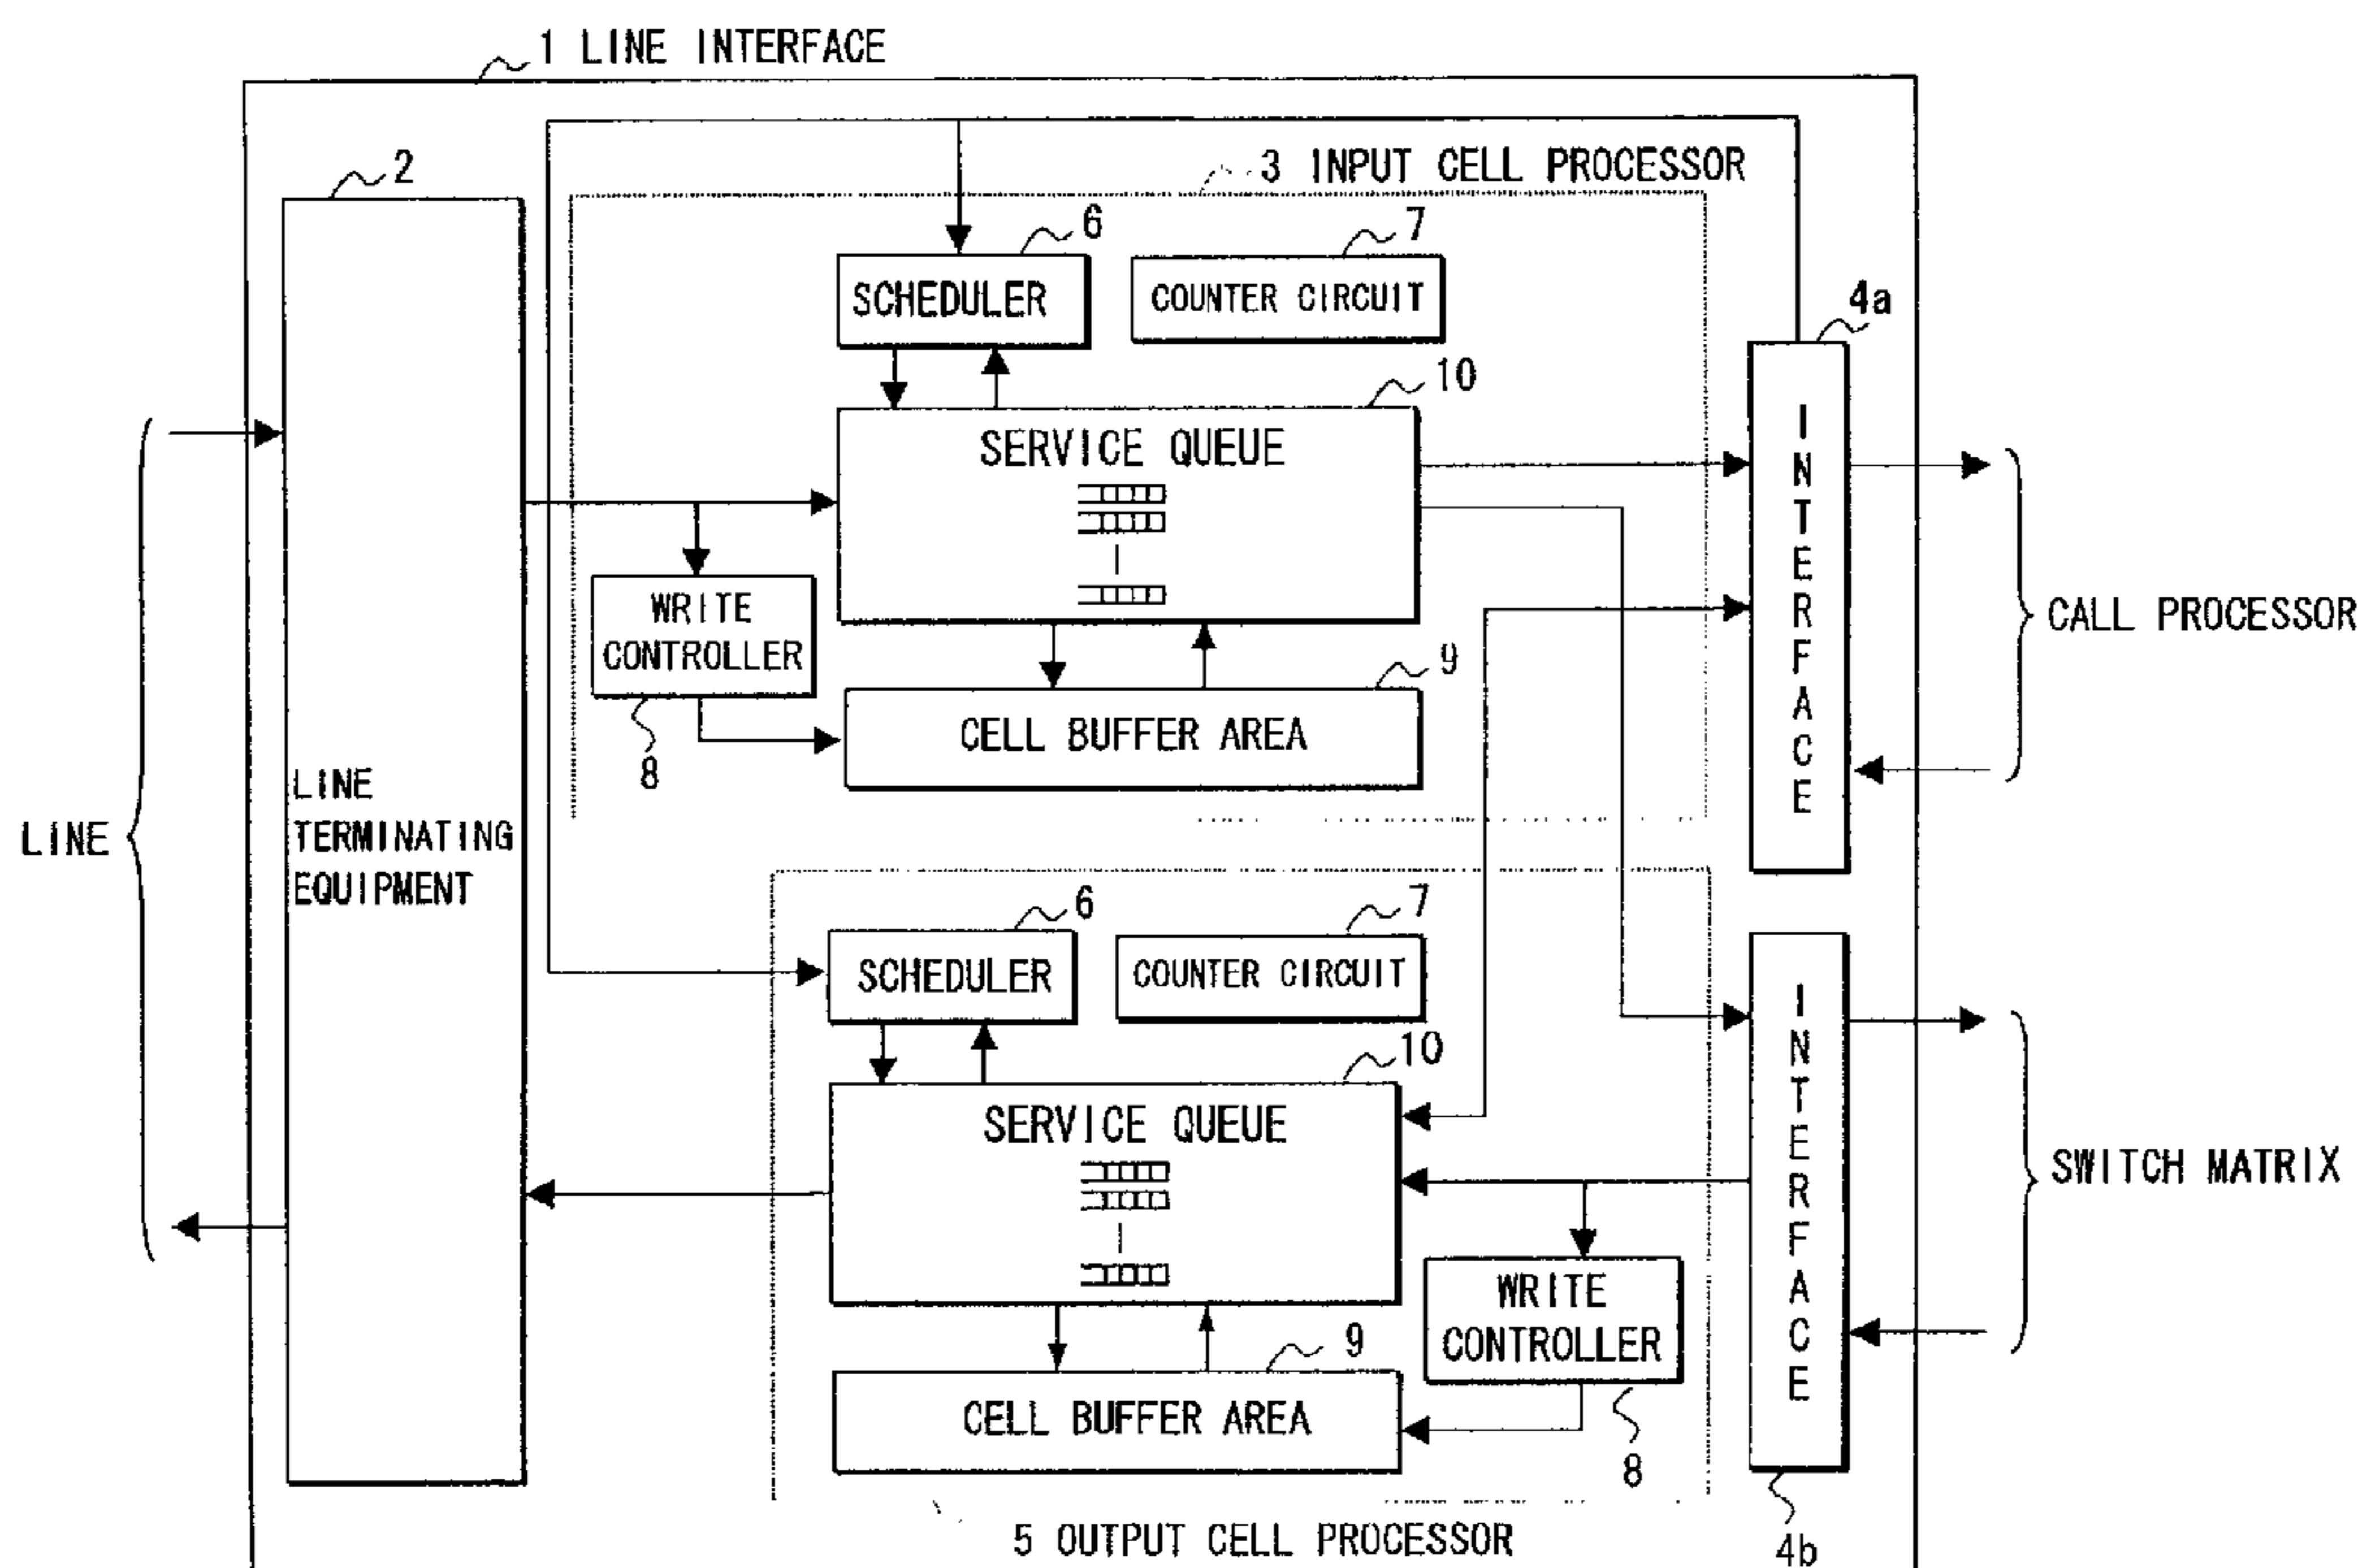 1 LINE INTERFACE
2
3 INPUT CELL PROCESSOR
6
7
SCHEDULER
COUNTER CIRCUIT
4a
10
SERVICE QUEUE
INTERFACE
WRITE
CONTROLLER
8
9
CELL BUFFER AREA
CALL PROCESSOR
LINE
LINE
TERMINATING
EQUIPMENT
6
7
SCHEDULER
COUNTER CIRCUIT
10
SERVICE QUEUE
INTERFACE
SWITCH MATRIX
WRITE
CONTROLLER
8
9
CELL BUFFER AREA
5 OUTPUT CELL PROCESSOR
4b